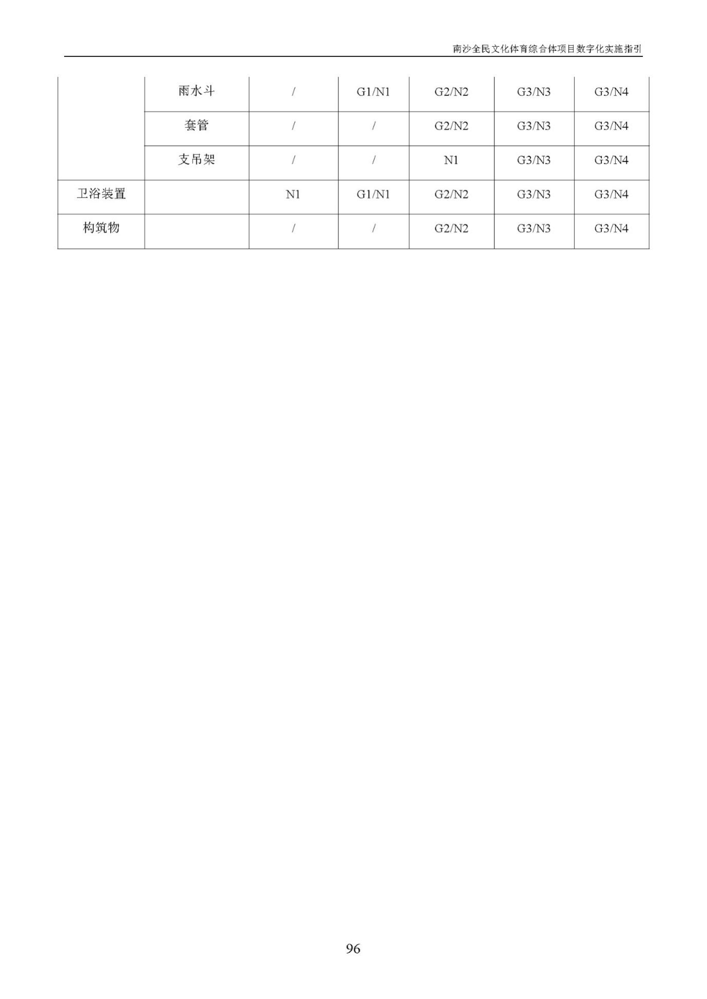 南沙全民文化体育综合体项目数字化实施指引
雨水斗 / G1/N1 G2/N2 G3/N3 G3/N4
套管 / / G2/N2 G3/N3 G3/N4
支吊架 / / N1 G3/N3 G3/N4
卫浴装置 N1 G1/N1 G2/N2 G3/N3 G3/N4
构筑物 / / G2/N2 G3/N3 G3/N4
96